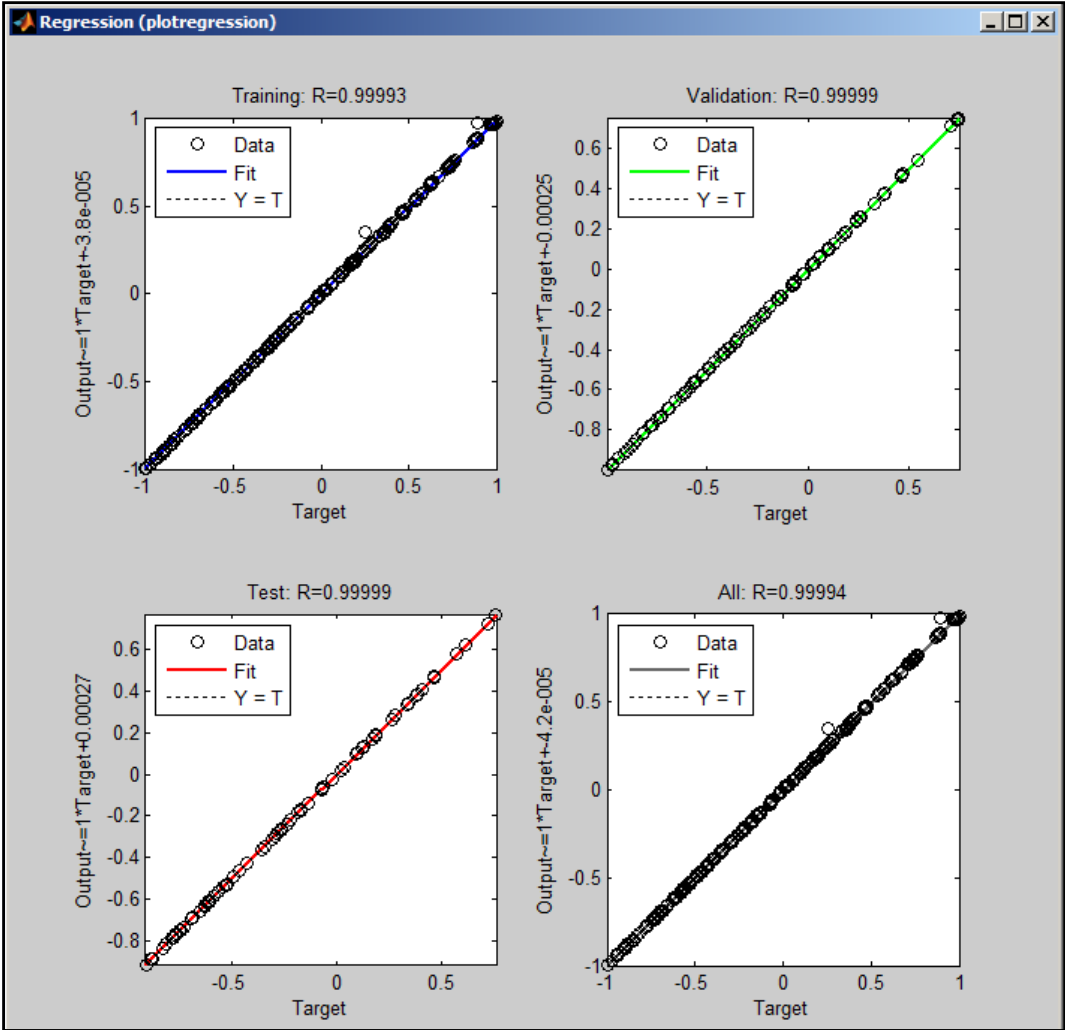 Regression (plotregression)
Training: R=0.99993
Data
Fit
Y = T
1
0.5
0
-0.5
-1
Output~=1*Target+-3.8e-005
-1
-0.5
0
0.5
1
Target
Validation: R=0.99999
Data
Fit
Y = T
0.6
0.4
0.2
0
-0.2
-0.4
-0.6
-0.8
Output~=1*Target+-0.00025
-0.5
0
0.5
Target
Test: R=0.99999
Data
Fit
Y = T
0.6
0.4
0.2
0
-0.2
-0.4
-0.6
-0.8
Output~=1*Target+0.00027
-0.5
0
0.5
Target
All: R=0.99994
Data
Fit
Y = T
1
0.5
0
-0.5
-1
Output~=1*Target+-4.2e-005
-1
-0.5
0
0.5
1
Target